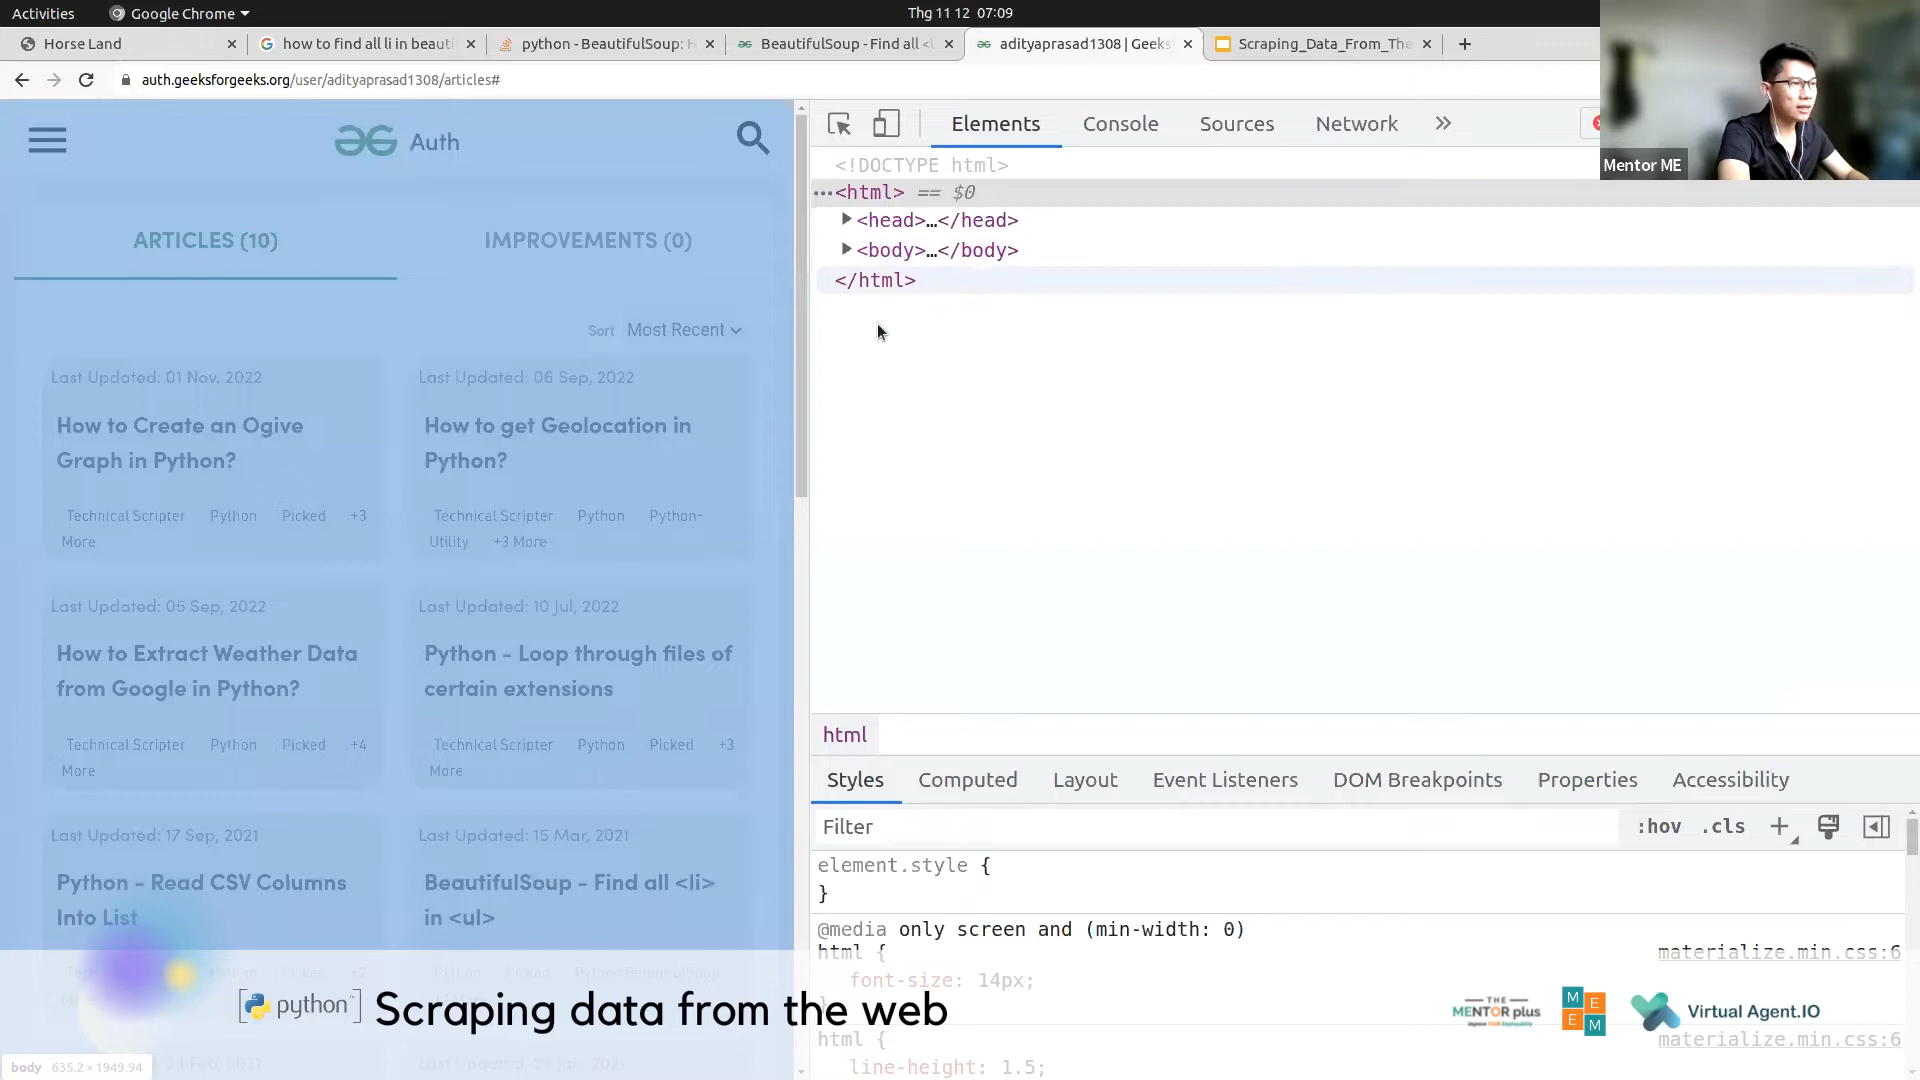 Activities
Google Chrome
Thg 11 12 07:09
Horse Land
how to find all li in beauti
python - BeautifulSoup: H
BeautifulSoup - Find all <l
adityaprasad1308 | Geeks
Scraping_Data_From_The
auth.geeksforgeeks.org/user/adityaprasad1308/articles#
Mentor ME
Auth
ARTICLES (10)
IMPROVEMENTS (0)
Sort Most Recent
Last Updated: 01 Nov, 2022
How to Create an Ogive
Graph in Python?
Technical Scripter Python Picked +3
More
Last Updated: 06 Sep, 2022
How to get Geolocation in
Python?
Technical Scripter Python Python-
Utility +3 More
Last Updated: 05 Sep, 2022
How to Extract Weather Data
from Google in Python?
Technical Scripter Python Picked +4
More
Last Updated: 10 Jul, 2022
Python - Loop through files of
certain extensions
Technical Scripter Python Picked +3
More
Last Updated: 17 Sep, 2021
Python - Read CSV Columns
Into List
Last Updated: 15 Mar, 2021
BeautifulSoup - Find all <li>
in <ul>
Python Picked Python BeautifulSoup
body 635.2 × 1949.94
Elements Console Sources Network
<!DOCTYPE html>
<html> == $0
<head>…</head>
<body>…</body>
</html>
html
Styles Computed Layout Event Listeners DOM Breakpoints Properties Accessibility
Filter
:hov .cls
element.style {
}
@media only screen and (min-width: 0)
html {
materialize.min.css:6
font-size: 14px;
}
html {
materialize.min.css:6
line-height: 1.5;
python
Scraping data from the web
THE
MENTOR plus
M E
E M
Virtual Agent.IO